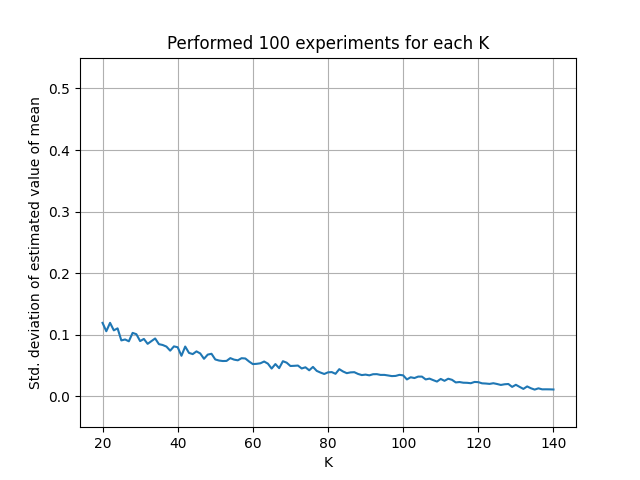 Performed 100 experiments for each K
Std. deviation of estimated value of mean
0.5
0.4
0.3
0.2
0.1
0.0
20 40 60 80 100 120 140
K